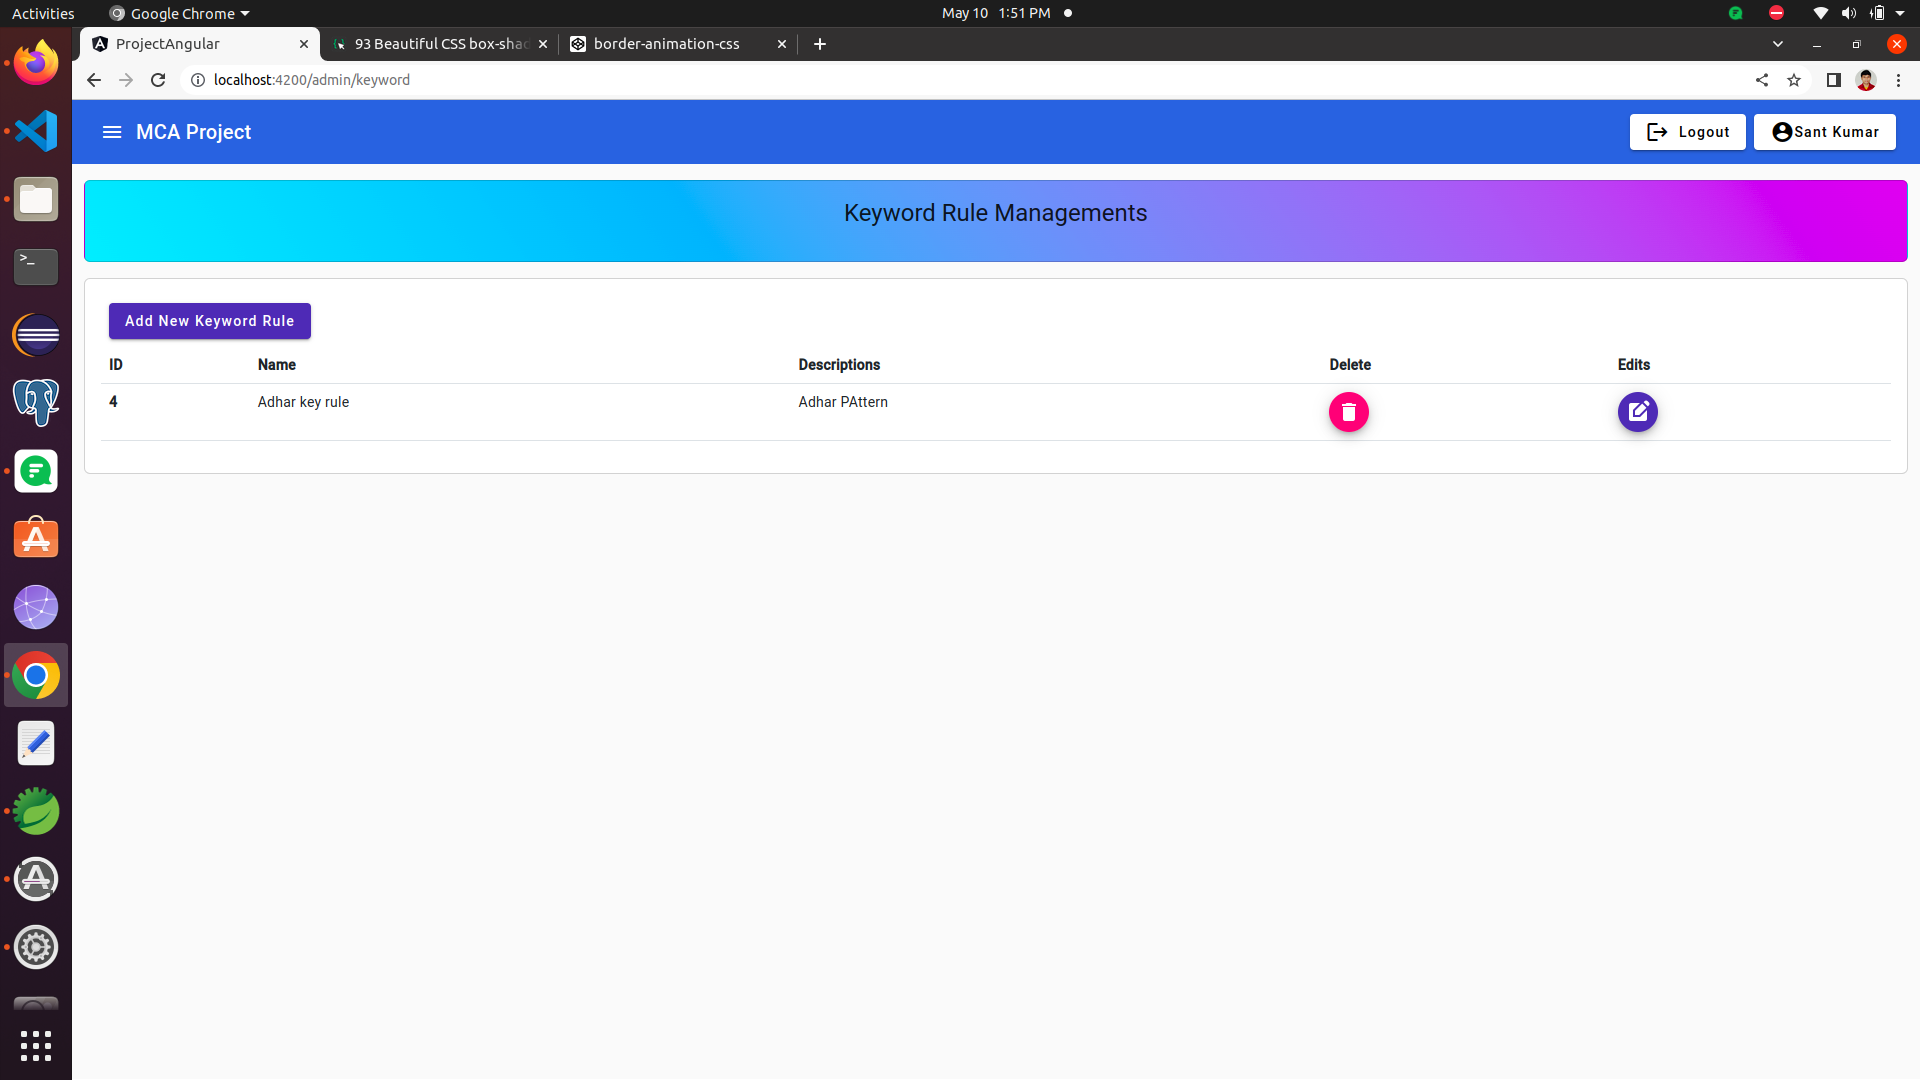 Activities
Google Chrome
May 10 1:51 PM
ProjectAngular
93 Beautiful CSS box-shad
border-animation-css
localhost:4200/admin/keyword
MCA Project
Logout
Sant Kumar
Keyword Rule Managements
Add New Keyword Rule
ID Name Descriptions Delete Edits
4 Adhar key rule Adhar PAttern